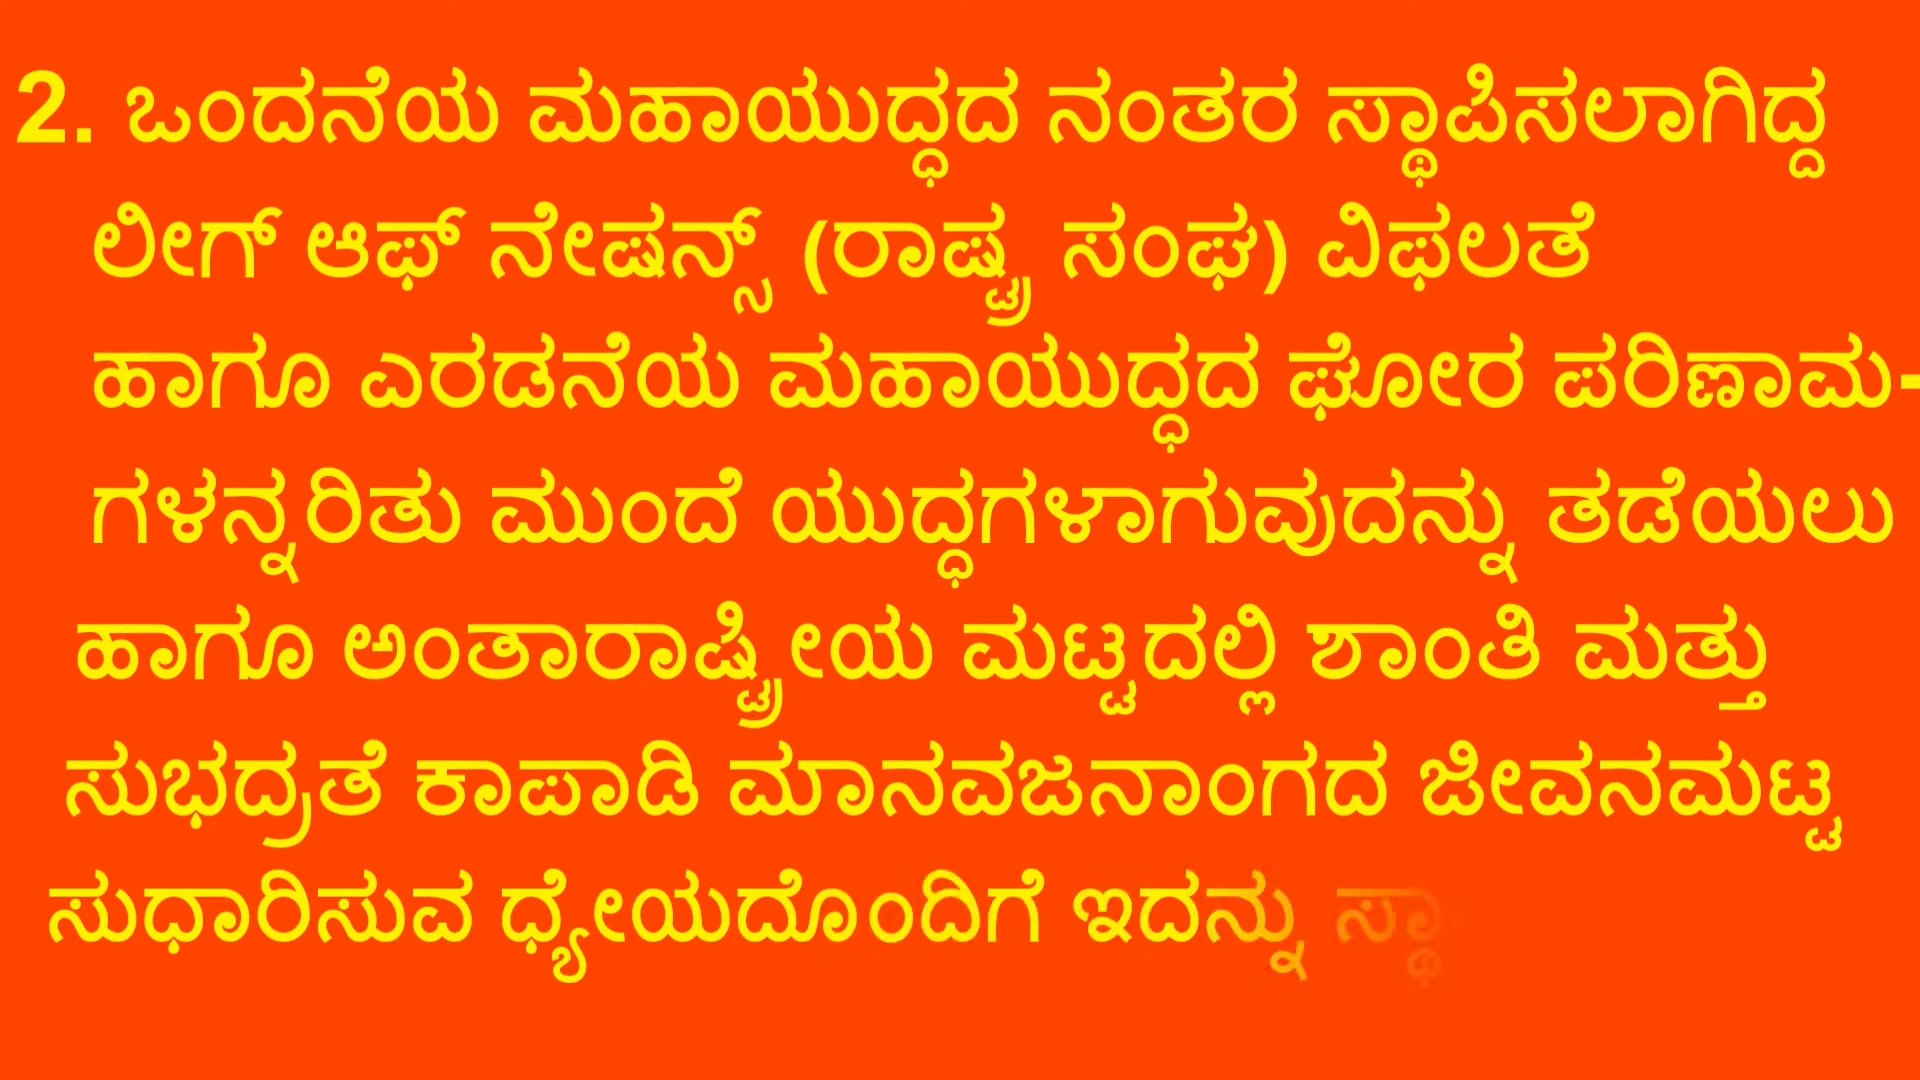 2. ಒಂದನೆಯ ಮಹಾಯುದ್ಧದ ನಂತರ ಸ್ಥಾಪಿಸಲಾಗಿದ್ದ
ಲೀಗ್ ಆಫ್ ನೇಷನ್ಸ್ (ರಾಷ್ಟ್ರ ಸಂಘ) ವಿಫಲತೆ
ಹಾಗೂ ಎರಡನೆಯ ಮಹಾಯುದ್ಧದ ಘೋರ ಪರಿಣಾಮ-
ಗಳನ್ನರಿತು ಮುಂದೆ ಯುದ್ಧಗಳಾಗುವುದನ್ನು ತಡೆಯಲು
ಹಾಗೂ ಅಂತಾರಾಷ್ಟ್ರೀಯ ಮಟ್ಟದಲ್ಲಿ ಶಾಂತಿ ಮತ್ತು
ಸುಭದ್ರತೆ ಕಾಪಾಡಿ ಮಾನವಜನಾಂಗದ ಜೀವನಮಟ್ಟ
ಸುಧಾರಿಸುವ ಧ್ಯೇಯದೊಂದಿಗೆ ಇದನ್ನು